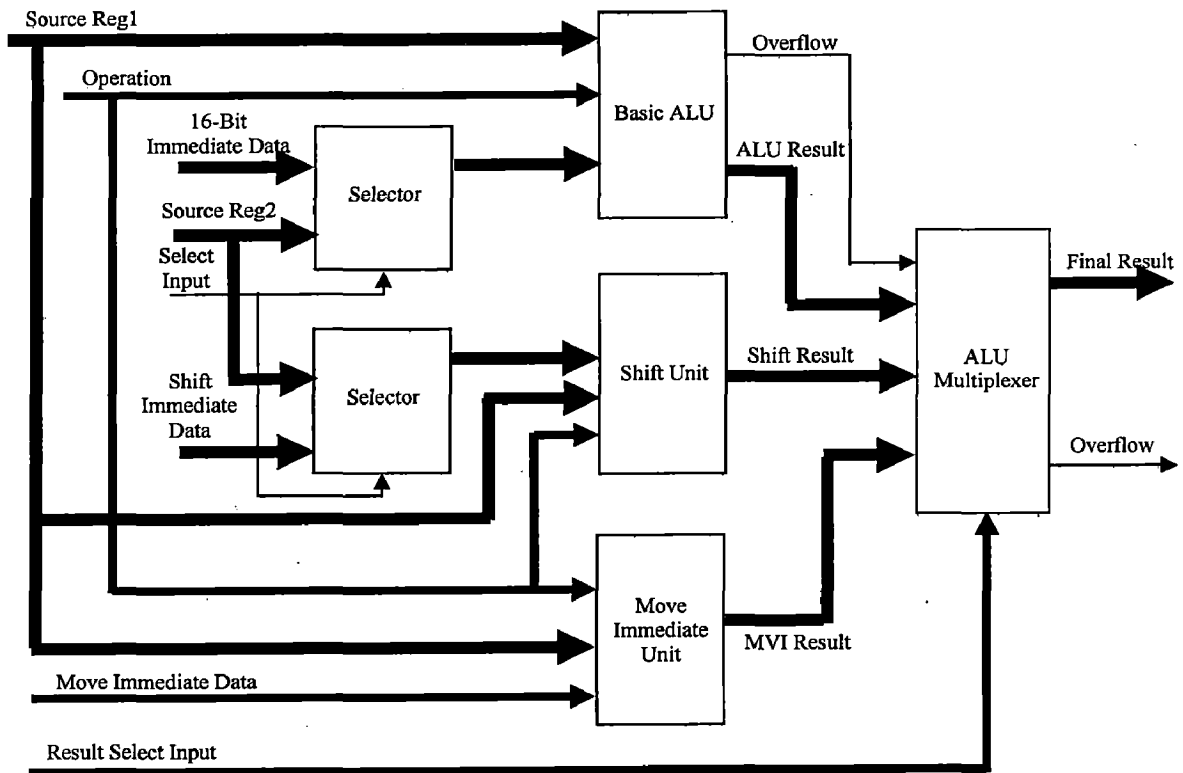 Source Reg1
Overflow
Operation
Basic ALU
16-Bit
Immediate Data
ALU Result
Selector
Source Reg2
Select
Input
Final Result
Shift Result
ALU
Multiplexer
Shift Unit
Shift
Immediate
Data
Selector
Overflow
Move
Immediate
Unit
MVI Result
Move Immediate Data
Result Select Input